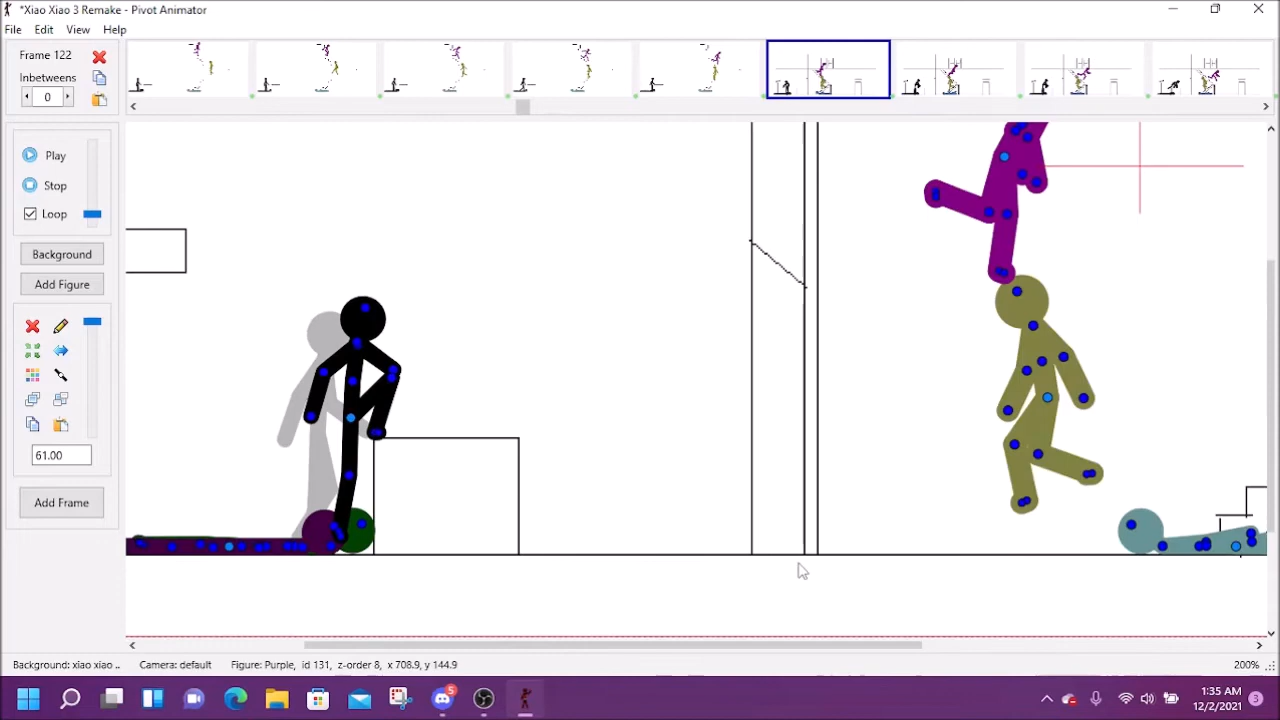 *Xiao Xiao 3 Remake - Pivot Animator
File Edit View Help
Frame 122
Inbetweens
0
Play
Stop
Loop
Background
Add Figure
61.00
Add Frame
Background: xiao xiao .. Camera: default Figure: Purple, id 131, z-order 8, x 708.9, y 144.9 200%
5
1:35 AM
12/2/2021
3